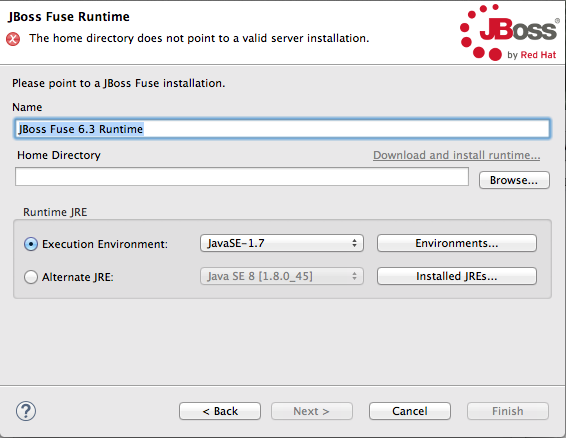 JBoss Fuse Runtime
The home directory does not point to a valid server installation.
JBoss®
by Red Hat
Please point to a JBoss Fuse installation.
Name
JBoss Fuse 6.3 Runtime
Home Directory
Download and install runtime...
Browse...
Runtime JRE
Execution Environment:
JavaSE-1.7
Environments...
Alternate JRE:
Java SE 8 [1.8.0_45]
Installed JREs...
?
< Back
Next >
Cancel
Finish